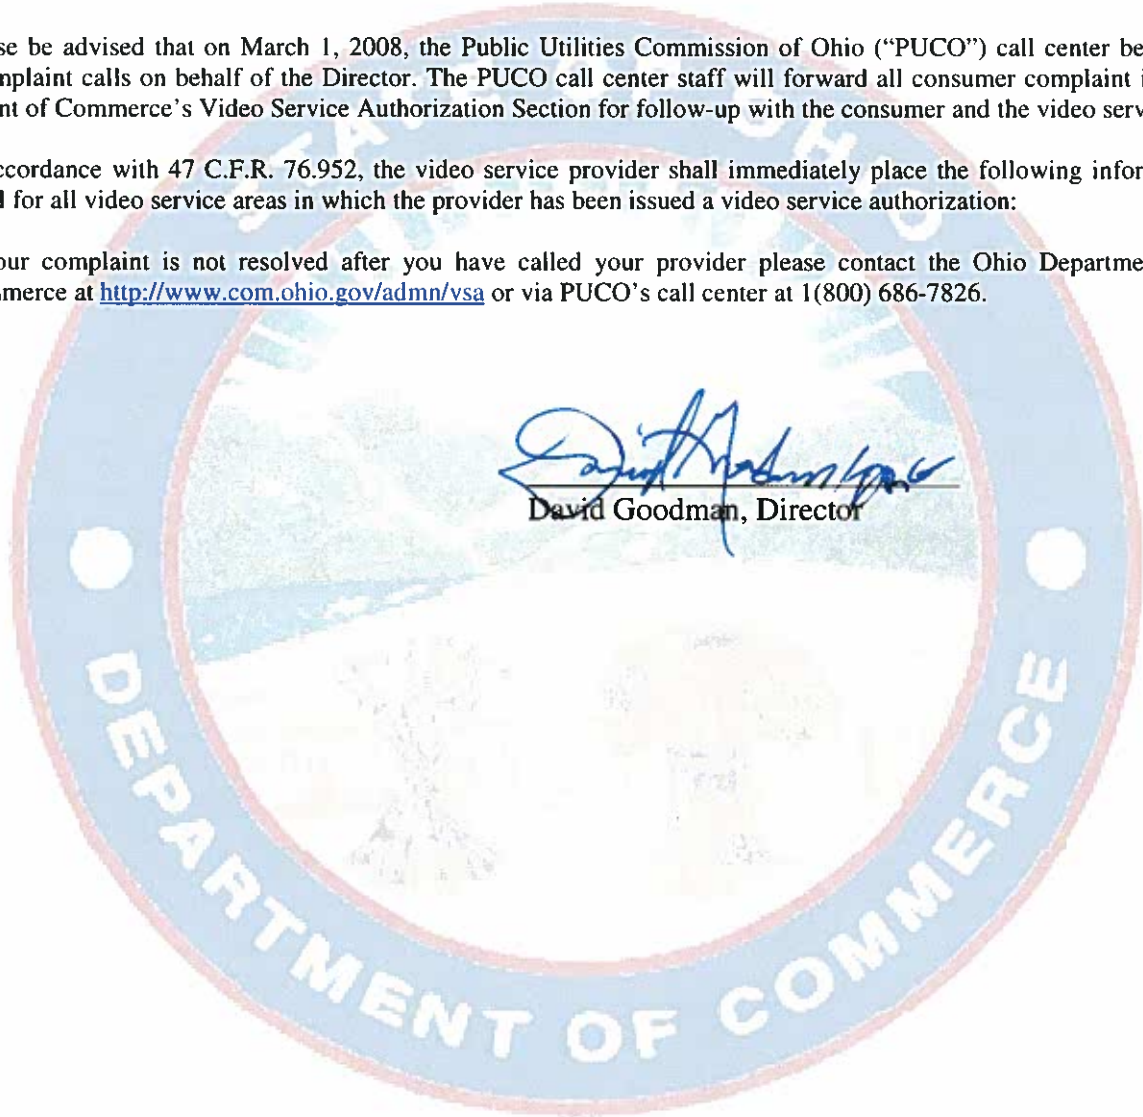 se be advised that on March 1, 2008, the Public Utilities Commission of Ohio (“PUCO”) call center be
nplaint calls on behalf of the Director. The PUCO call center staff will forward all consumer complaint i
nt of Commerce’s Video Service Authorization Section for follow-up with the consumer and the video serv
ccordance with 47 C.F.R. 76.952, the video service provider shall immediately place the following infor
l for all video service areas in which the provider has been issued a video service authorization:
our complaint is not resolved after you have called your provider please contact the Ohio Departme
merce at http://www.com.ohio.gov/admn/vsa or via PUCO’s call center at 1(800) 686-7826.
David Goodman, Director
STATE OF OHIO
DEPARTMENT OF COMMERCE